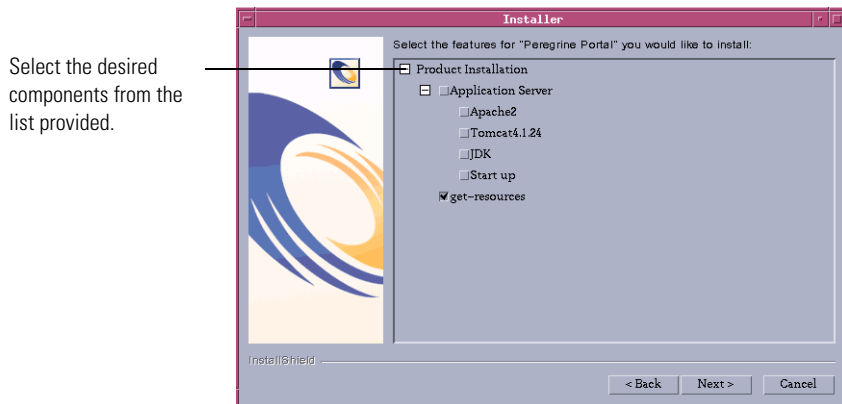 Installer
Select the features for "Peregrine Portal" you would like to install:
Select the desired
components from the
list provided.
Product Installation
Application Server
Apache2
Tomcat4.1.24
JDK
Start up
get-resources
InstallShield
< Back
Next >
Cancel